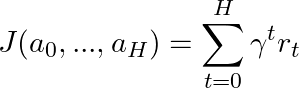 J(a_0, ..., a_H) = \sum_{t=0}^{H} \gamma^t r_t